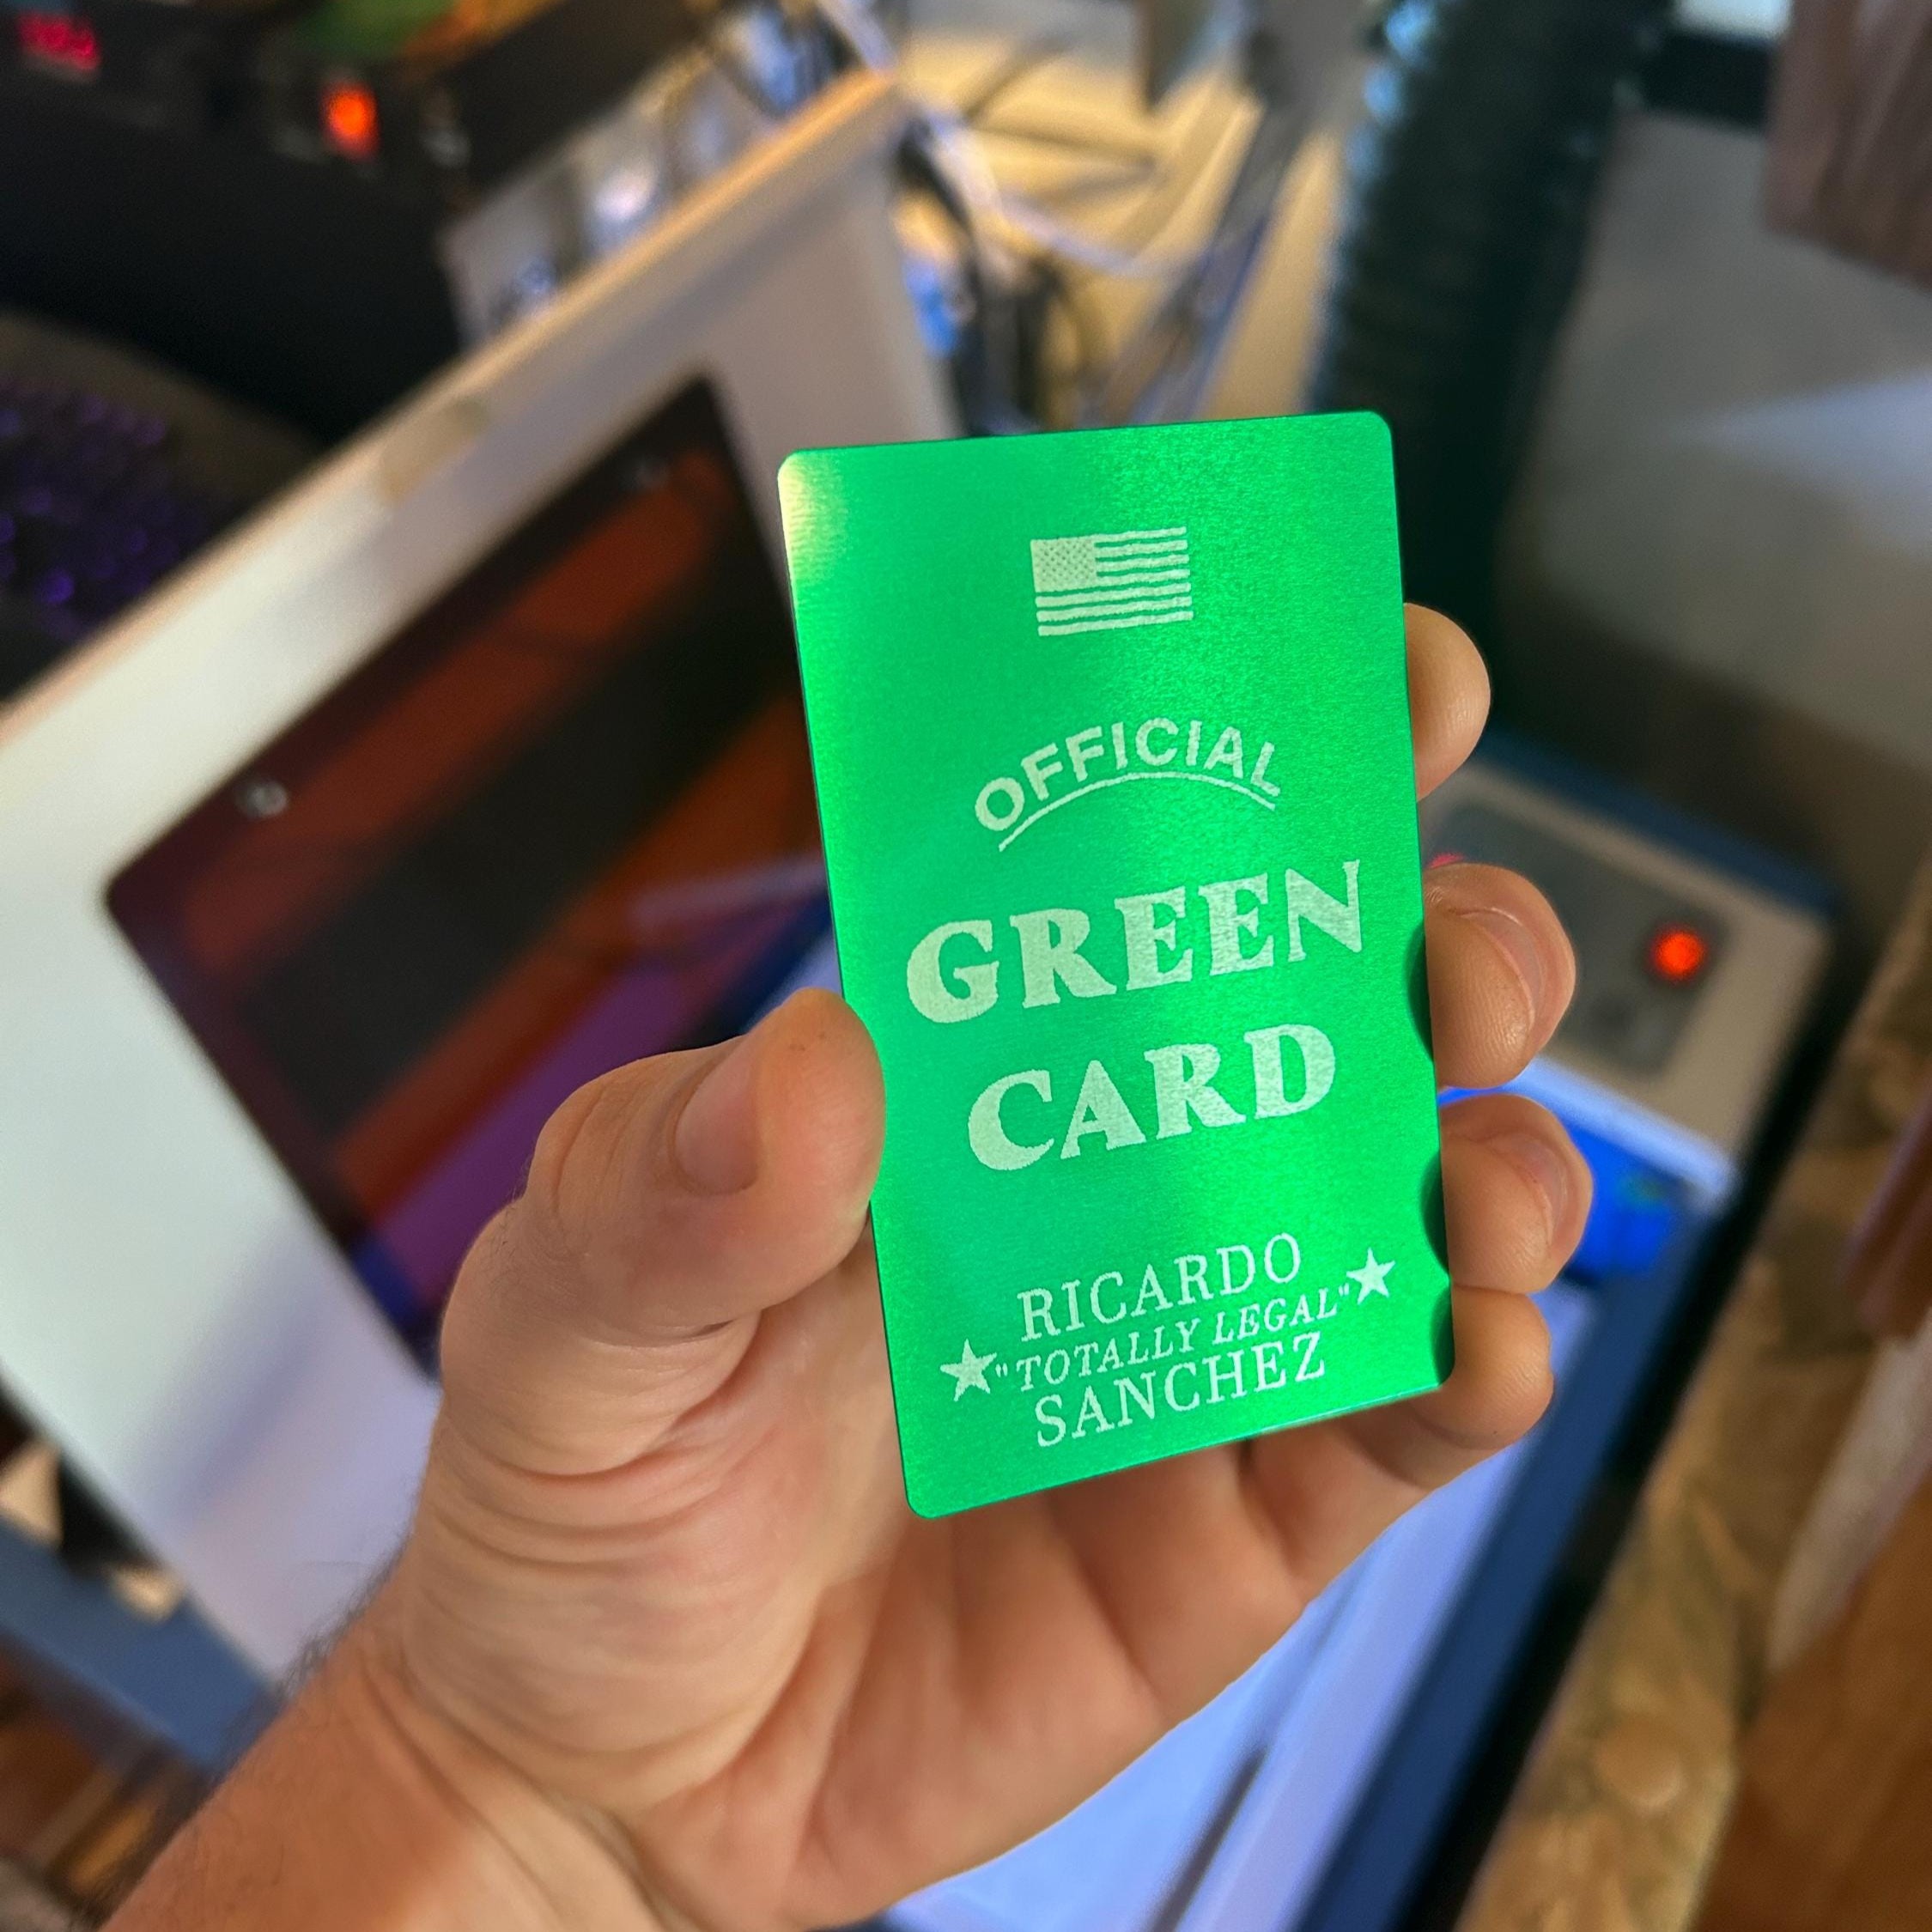 OFFICIAL
GREEN
CARD
RICARDO
"TOTALLY LEGAL"
SANCHEZ